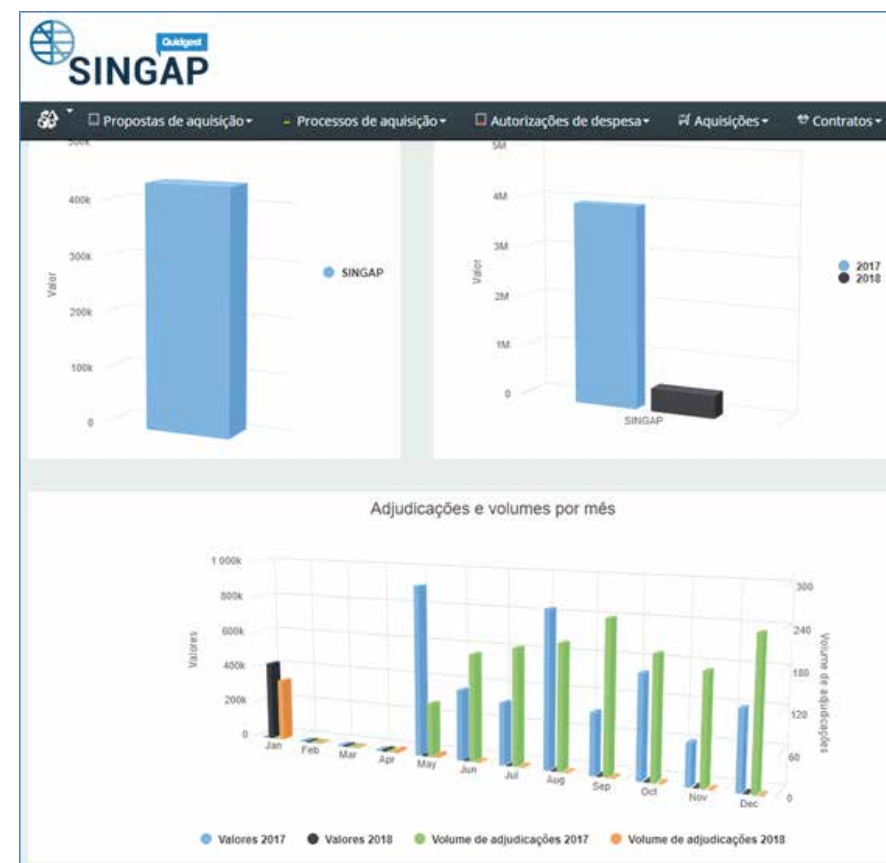 Quidgest
SINGAP
Propostas de aquisição
Processos de aquisição
Autorizações de despesa
Aquisições
Contratos
500k
400k
300k
200k
100k
0
Valor
SINGAP
5M
4M
3M
2M
1M
0
Valor
SINGAP
2017
2018
Adjudicações e volumes por mês
1 000k
800k
600k
400k
200k
0
Valores
Jan Feb Mar Apr May Jun Jul Aug Sep Oct Nov Dec
300
240
180
120
60
0
Volume de adjudicações
Valores 2017 Valores 2018 Volume de adjudicações 2017 Volume de adjudicações 2018